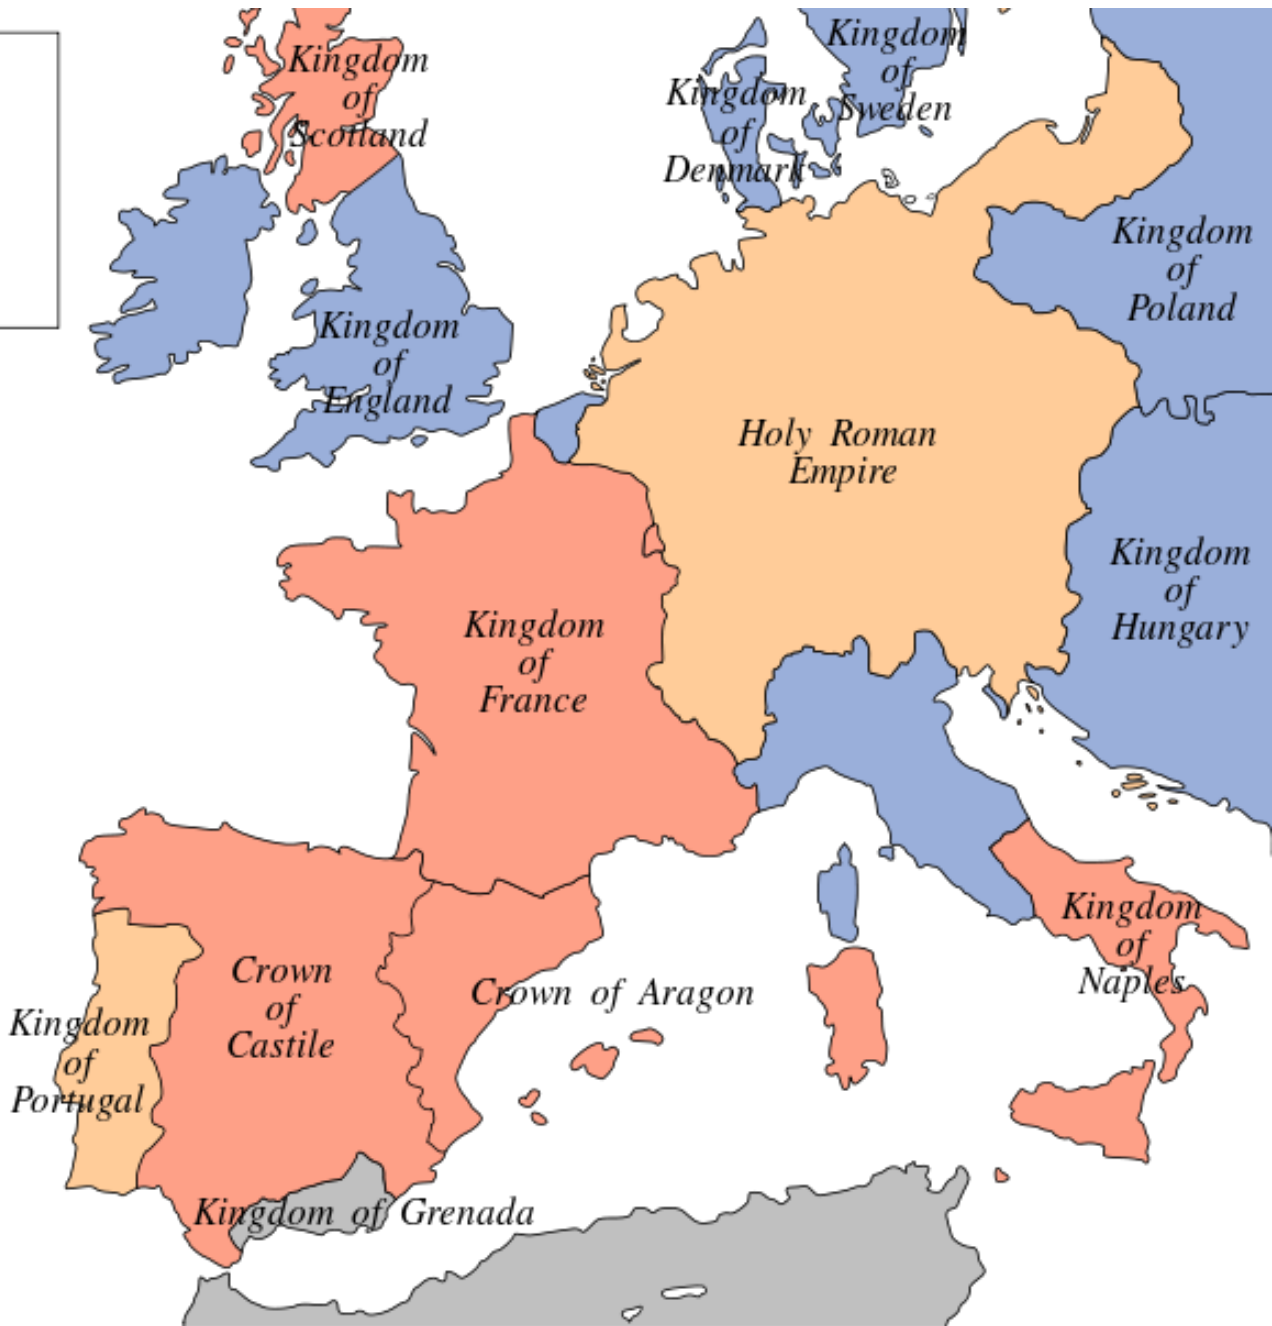 Kingdom
of
Scotland
Kingdom
of
Sweden
Kingdom
of
Denmark
Kingdom
of
Poland
Kingdom
of
England
Holy Roman
Empire
Kingdom
of
Hungary
Kingdom
of
France
Kingdom
of
Naples
Crown
of
Castile
Crown of Aragon
Kingdom
of
Portugal
Kingdom of Grenada